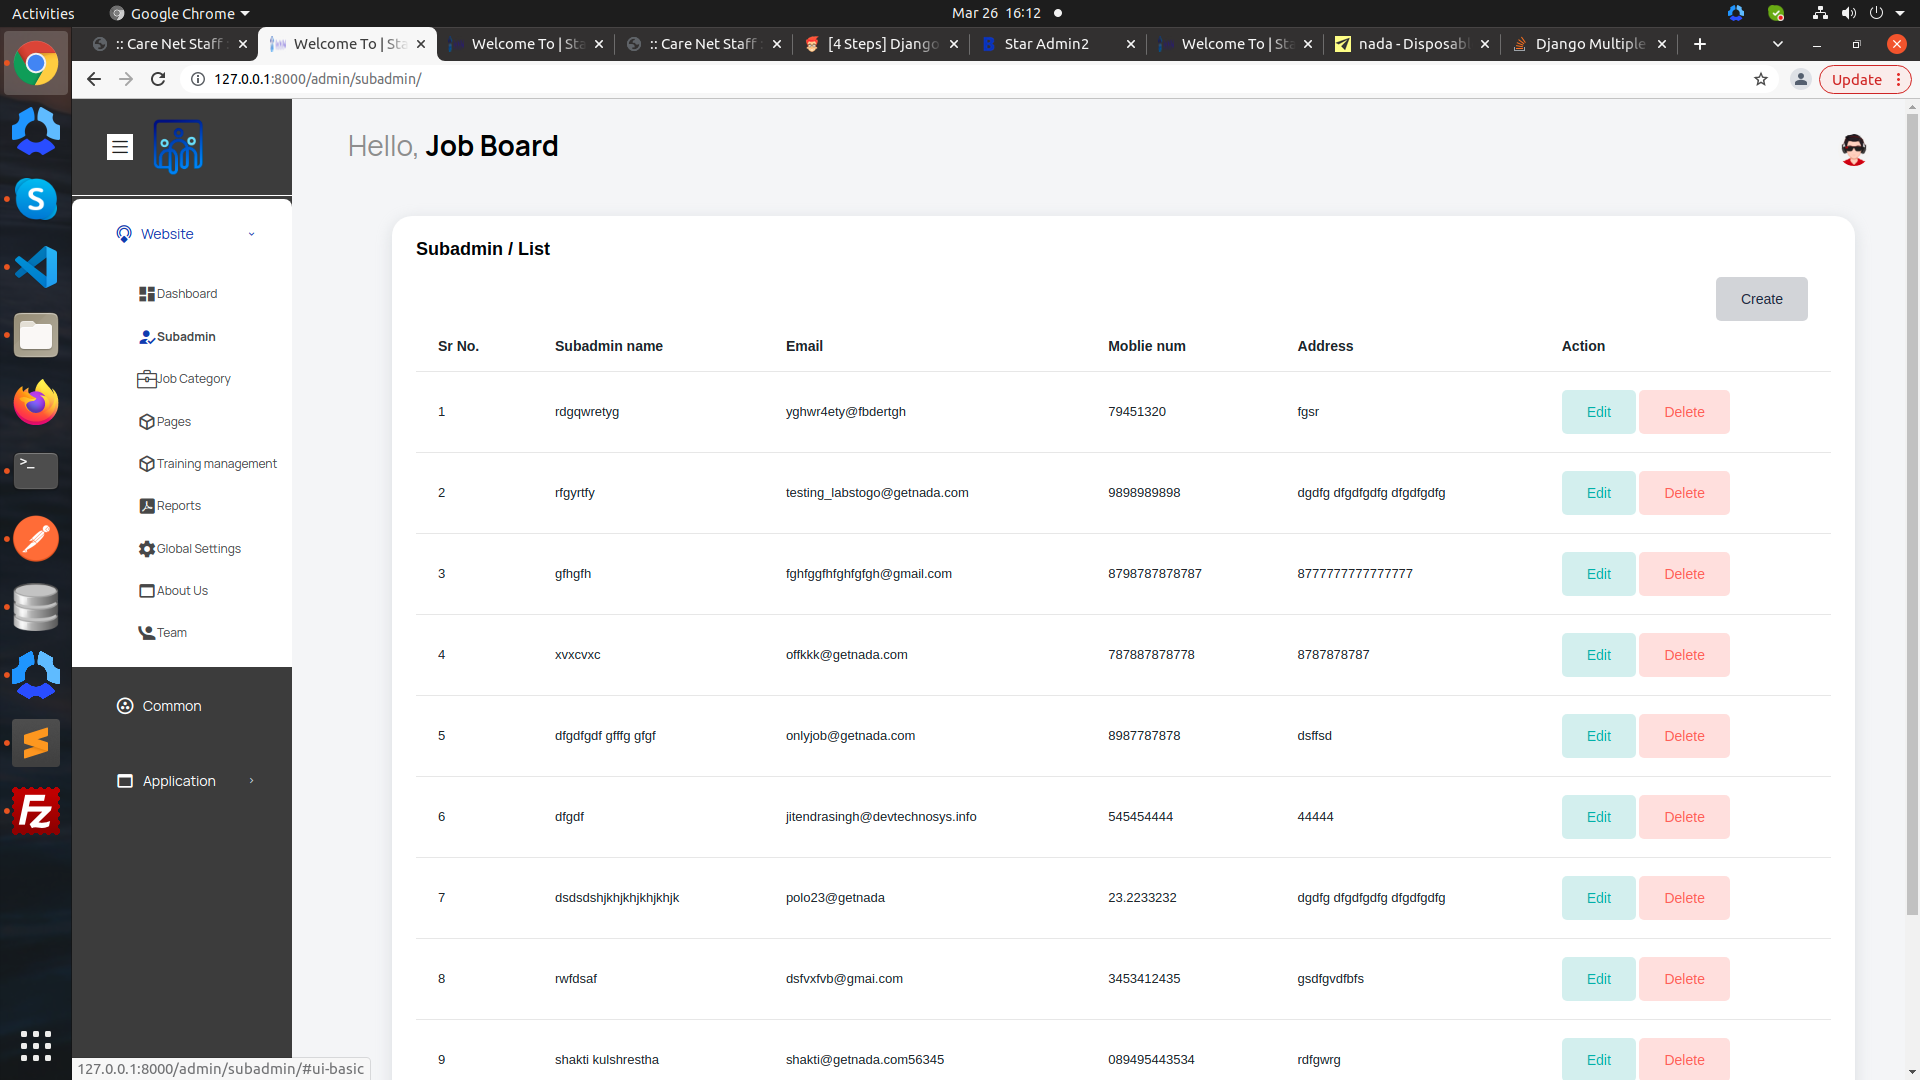 Activities
Google Chrome
Mar 26 16:12
:: Care Net Staff :
Welcome To | Sta
Welcome To | Sta
:: Care Net Staff :
[4 Steps] Django
Star Admin2
Welcome To | Sta
nada - Disposabl
Django Multiple
127.0.0.1:8000/admin/subadmin/
Update
Hello, Job Board
Website
Dashboard
Subadmin
Job Category
Pages
Training management
Reports
Global Settings
About Us
Team
Common
Application
Subadmin / List
Create
Sr No. Subadmin name Email Moblie num Address Action
1 rdgqwretyg yghwr4ety@fbdertgh 79451320 fgsr Edit Delete
2 rfgyrtfy testing_labstogo@getnada.com 9898989898 dgdfg dfgdfgdfg dfgdfgdfg Edit Delete
3 gfhgfh fghfggfhfghfgfgh@gmail.com 8798787878787 8777777777777777 Edit Delete
4 xvxcvxc offkkk@getnada.com 787887878778 8787878787 Edit Delete
5 dfgdfgdf gfffg gfgf onlyjob@getnada.com 8987787878 dsffsd Edit Delete
6 dfgdf jitendrasingh@devtechnosys.info 545454444 44444 Edit Delete
7 dsdsdshjkhjkhjkhjkhjk polo23@getnada 23.2233232 dgdfg dfgdfgdfg dfgdfgdfg Edit Delete
8 rwfdsaf dsfvxfvb@gmai.com 3453412435 gsdfgvdfbfs Edit Delete
9 shakti kulshrestha shakti@getnada.com56345 089495443534 rdfgwrg Edit Delete
127.0.0.1:8000/admin/subadmin/#ui-basic